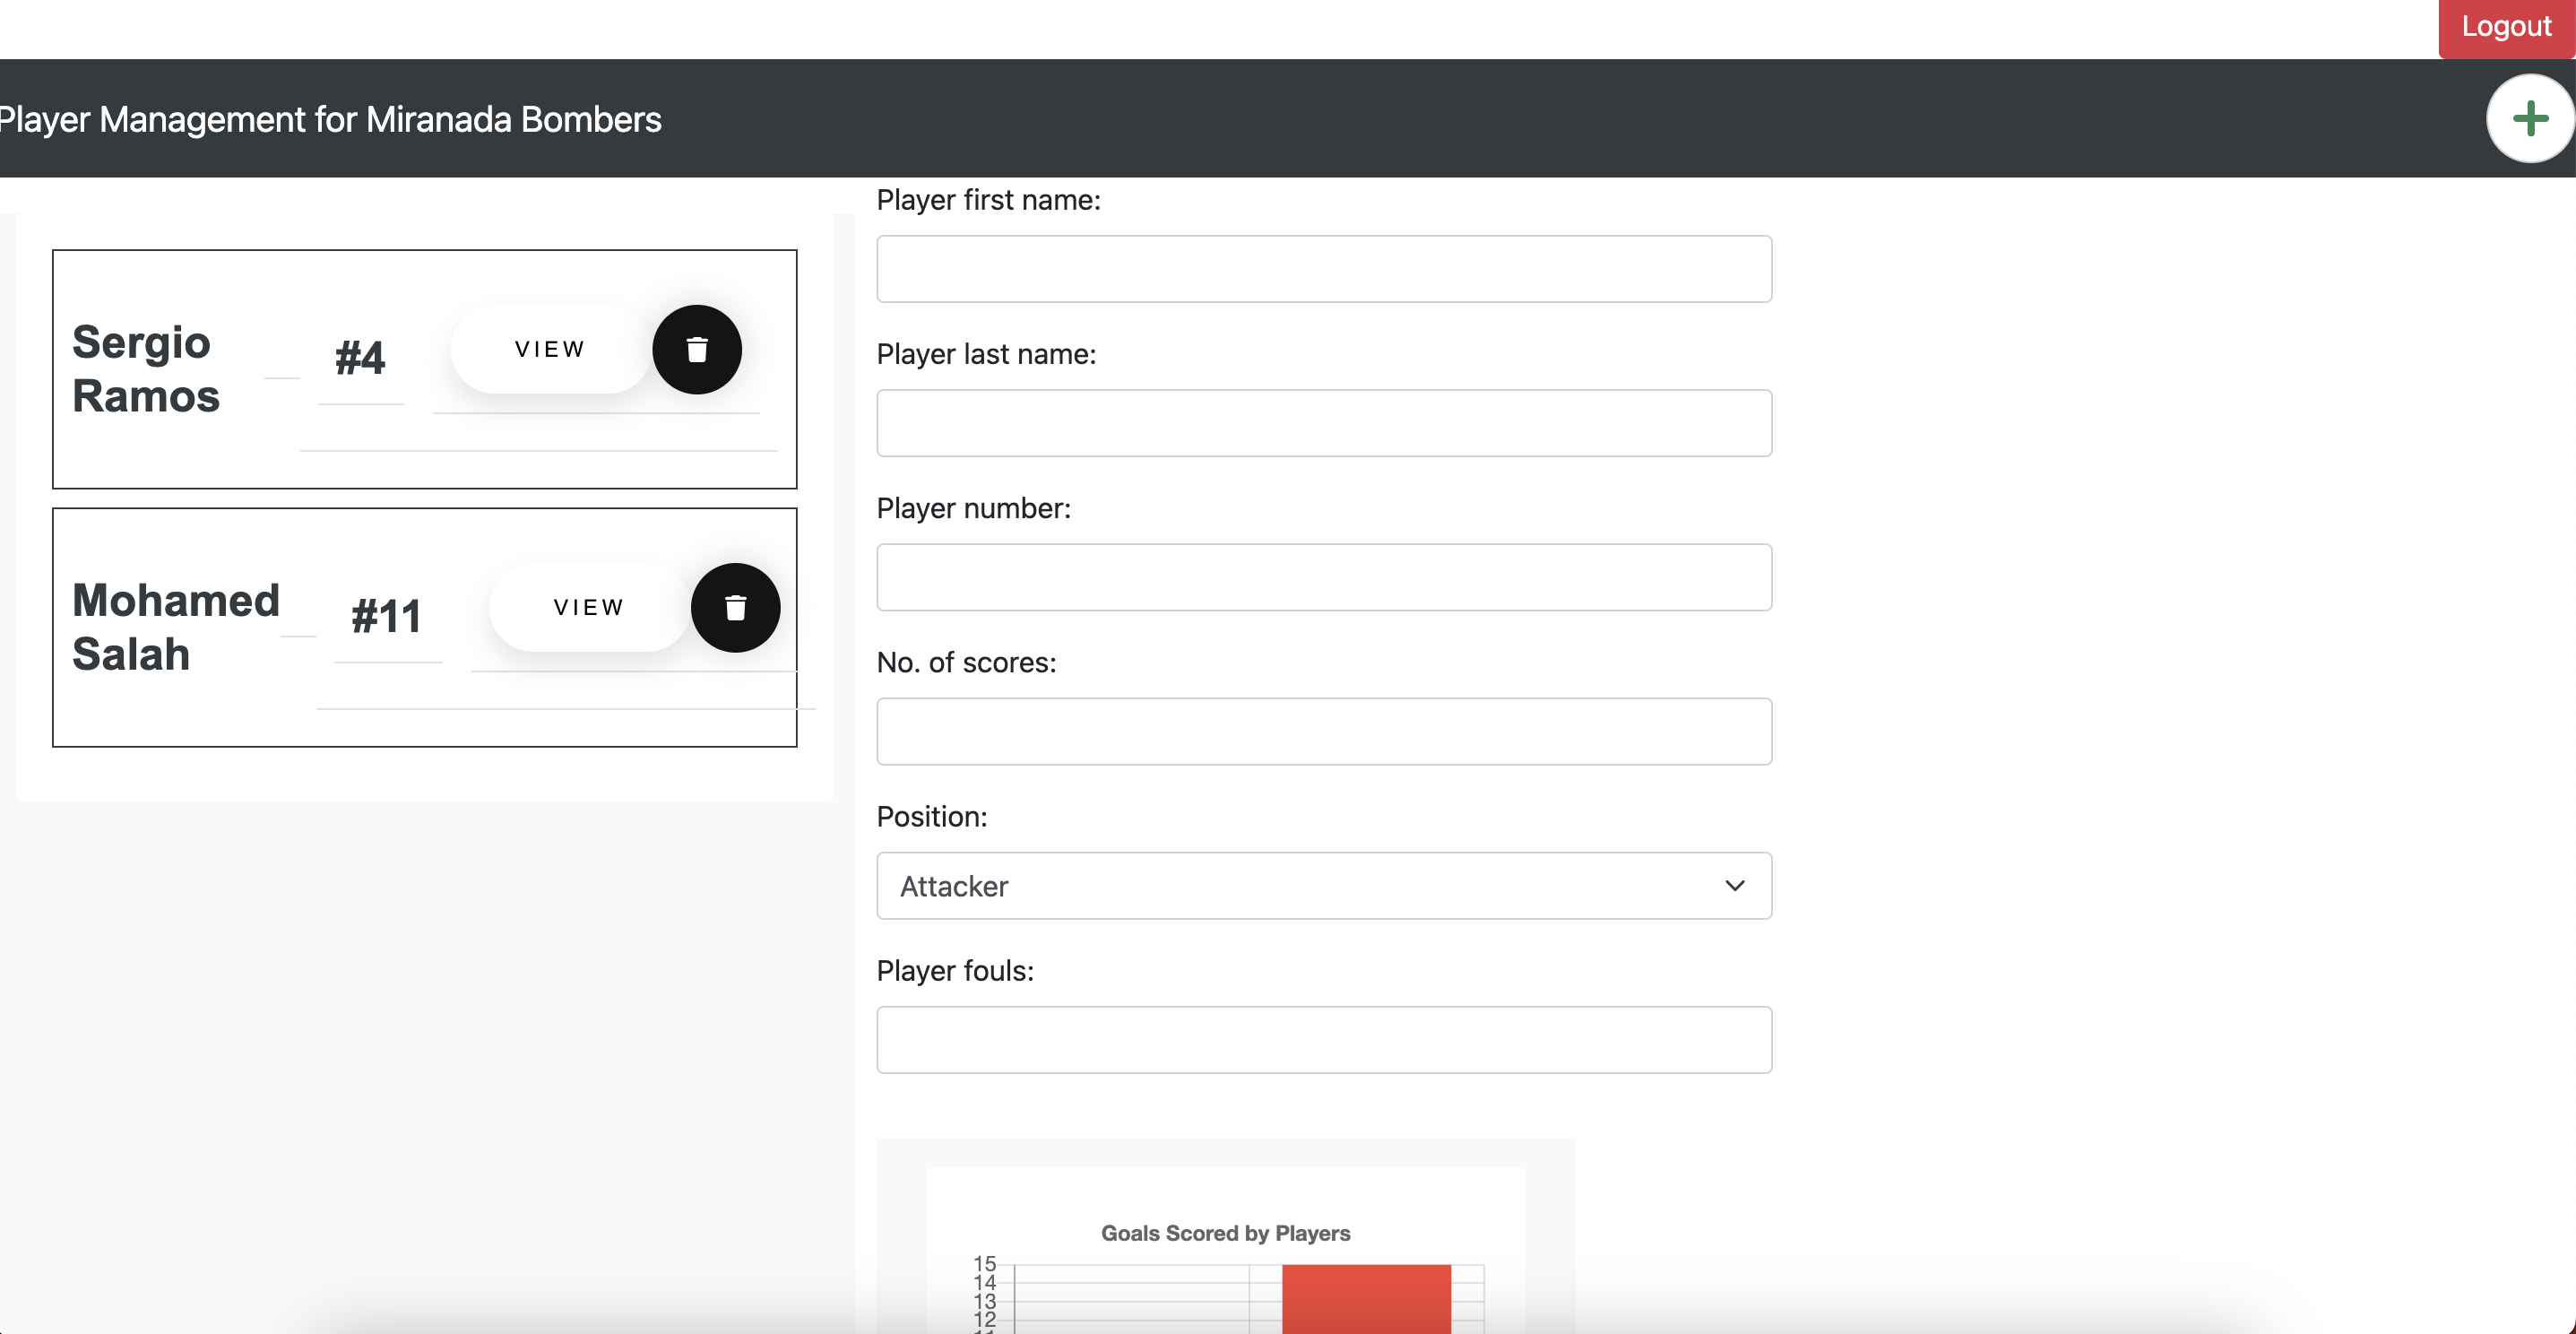 Logout
Player Management for Miranada Bombers
Sergio
Ramos
#4
VIEW
Mohamed
Salah
#11
VIEW
Player first name:
Player last name:
Player number:
No. of scores:
Position:
Attacker
Player fouls:
Goals Scored by Players
15
14
13
12